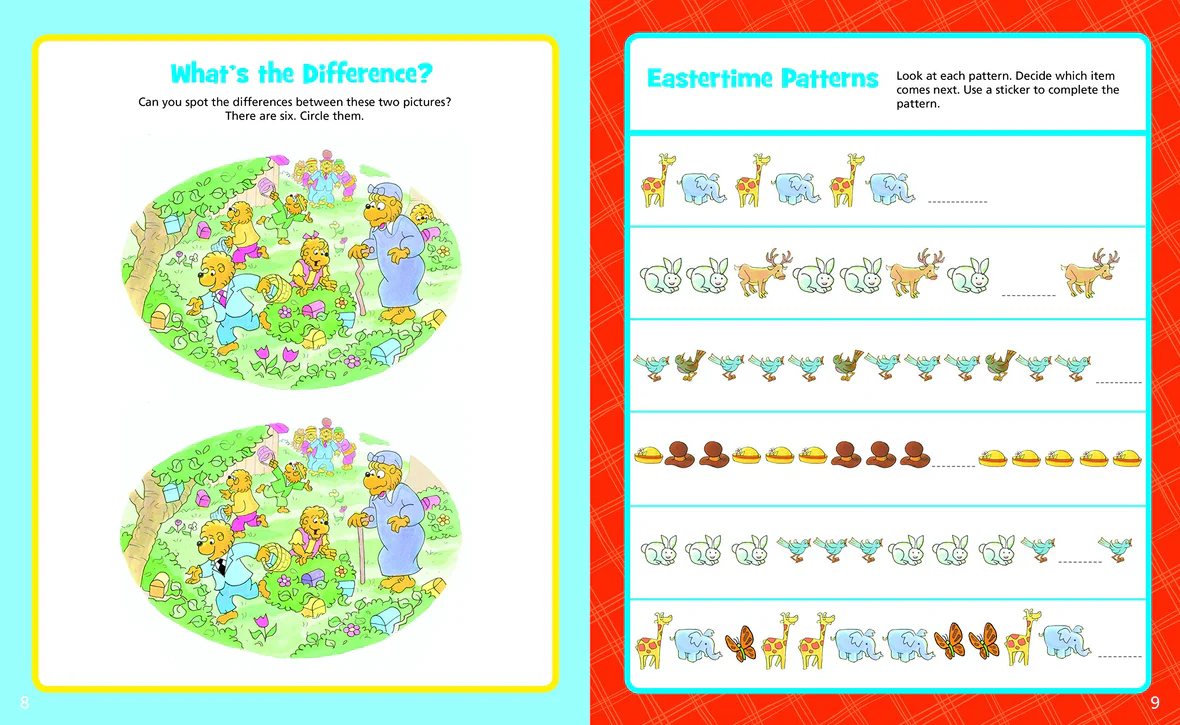 What's the Difference?
Can you spot the differences between these two pictures?
There are six. Circle them.
8
Eastertime Patterns
Look at each pattern. Decide which item
comes next. Use a sticker to complete the
pattern.
9